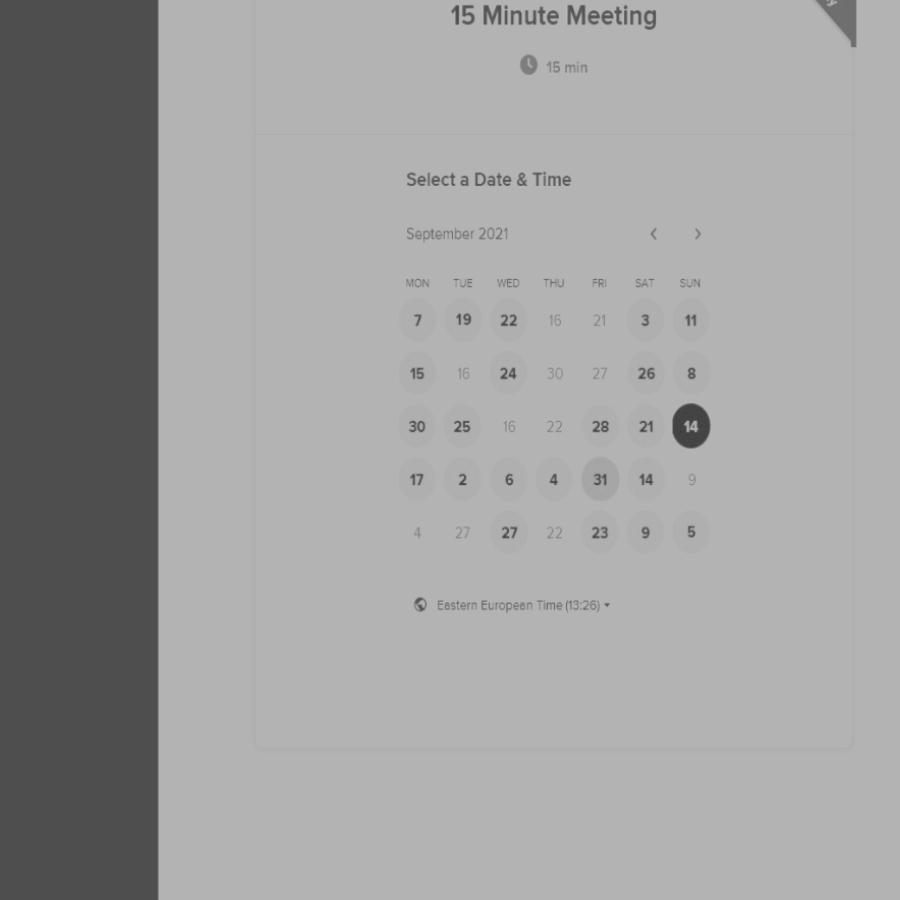 15 Minute Meeting
15 min
Select a Date & Time
September 2021
MON TUE WED THU FRI SAT SUN
7 19 22 16 21 3 11
15 16 24 30 27 26 8
30 25 16 22 28 21 14
17 2 6 4 31 14 9
4 27 27 22 23 9 5
Eastern European Time (13:26)